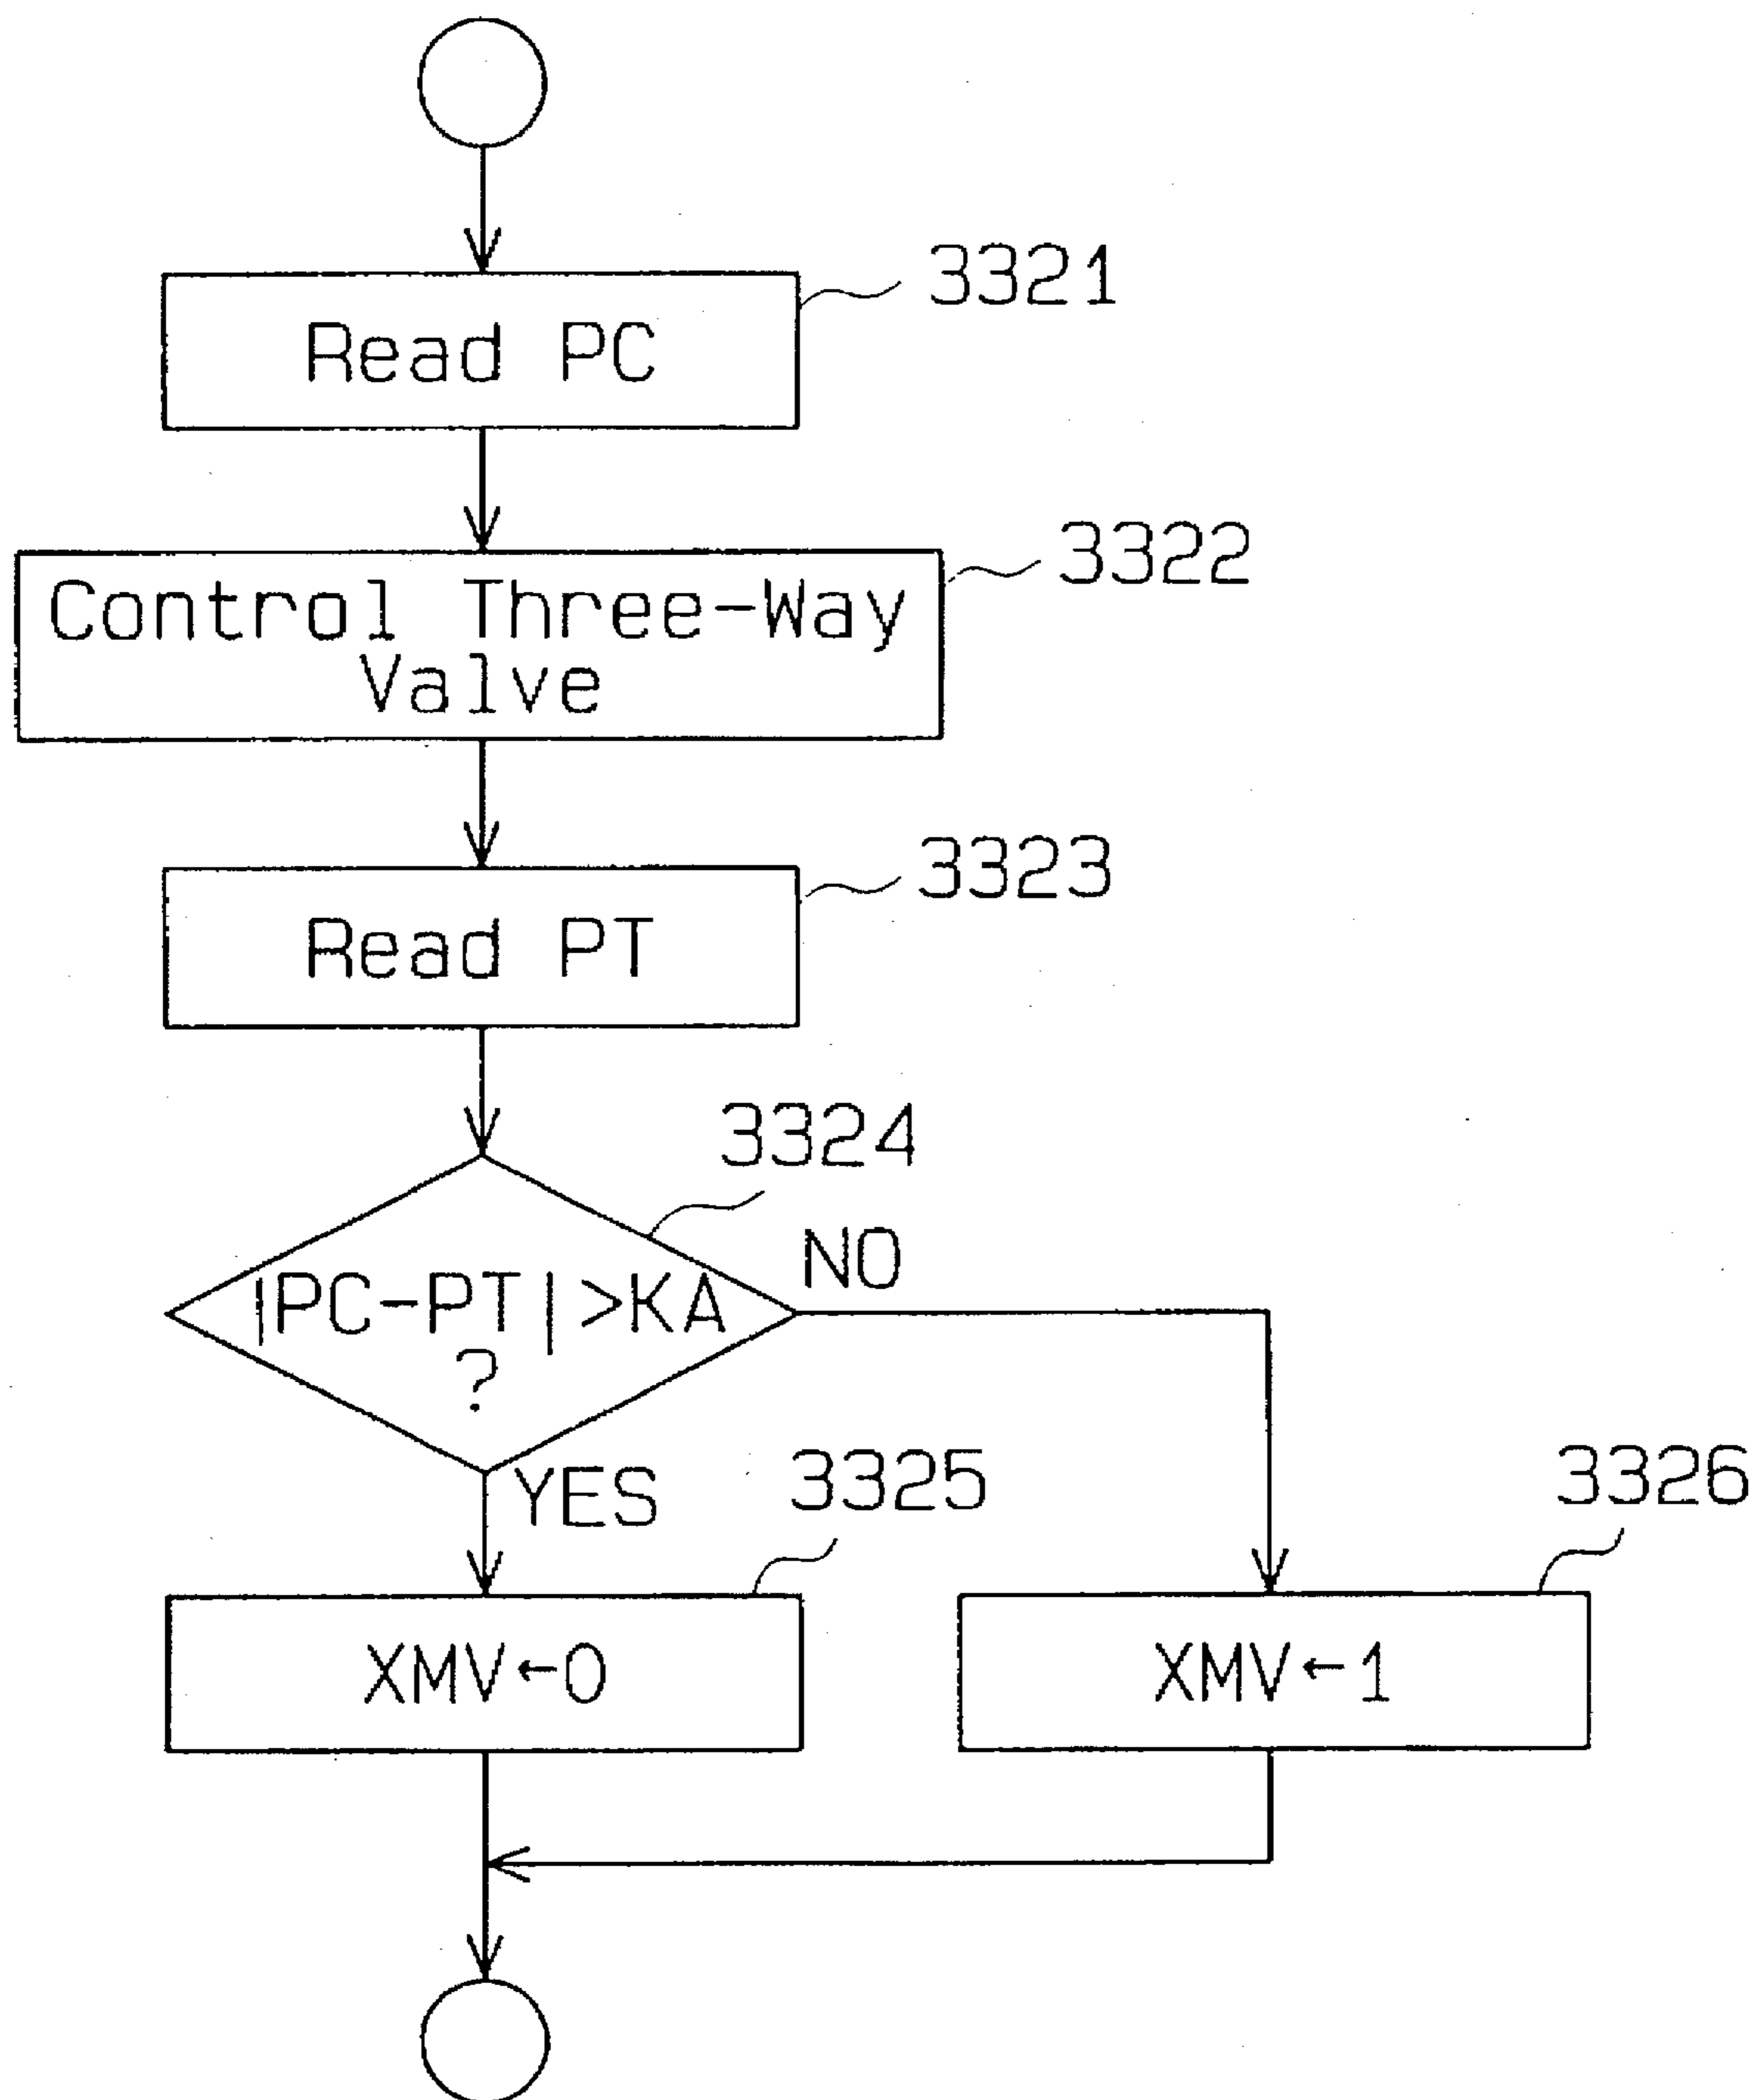 3321
Read PC
3322
Control Three-Way
Valve
3323
Read PT
3324
NO
|PC-PT|>KA
?
YES
3325
3326
XMV←0
XMV←1